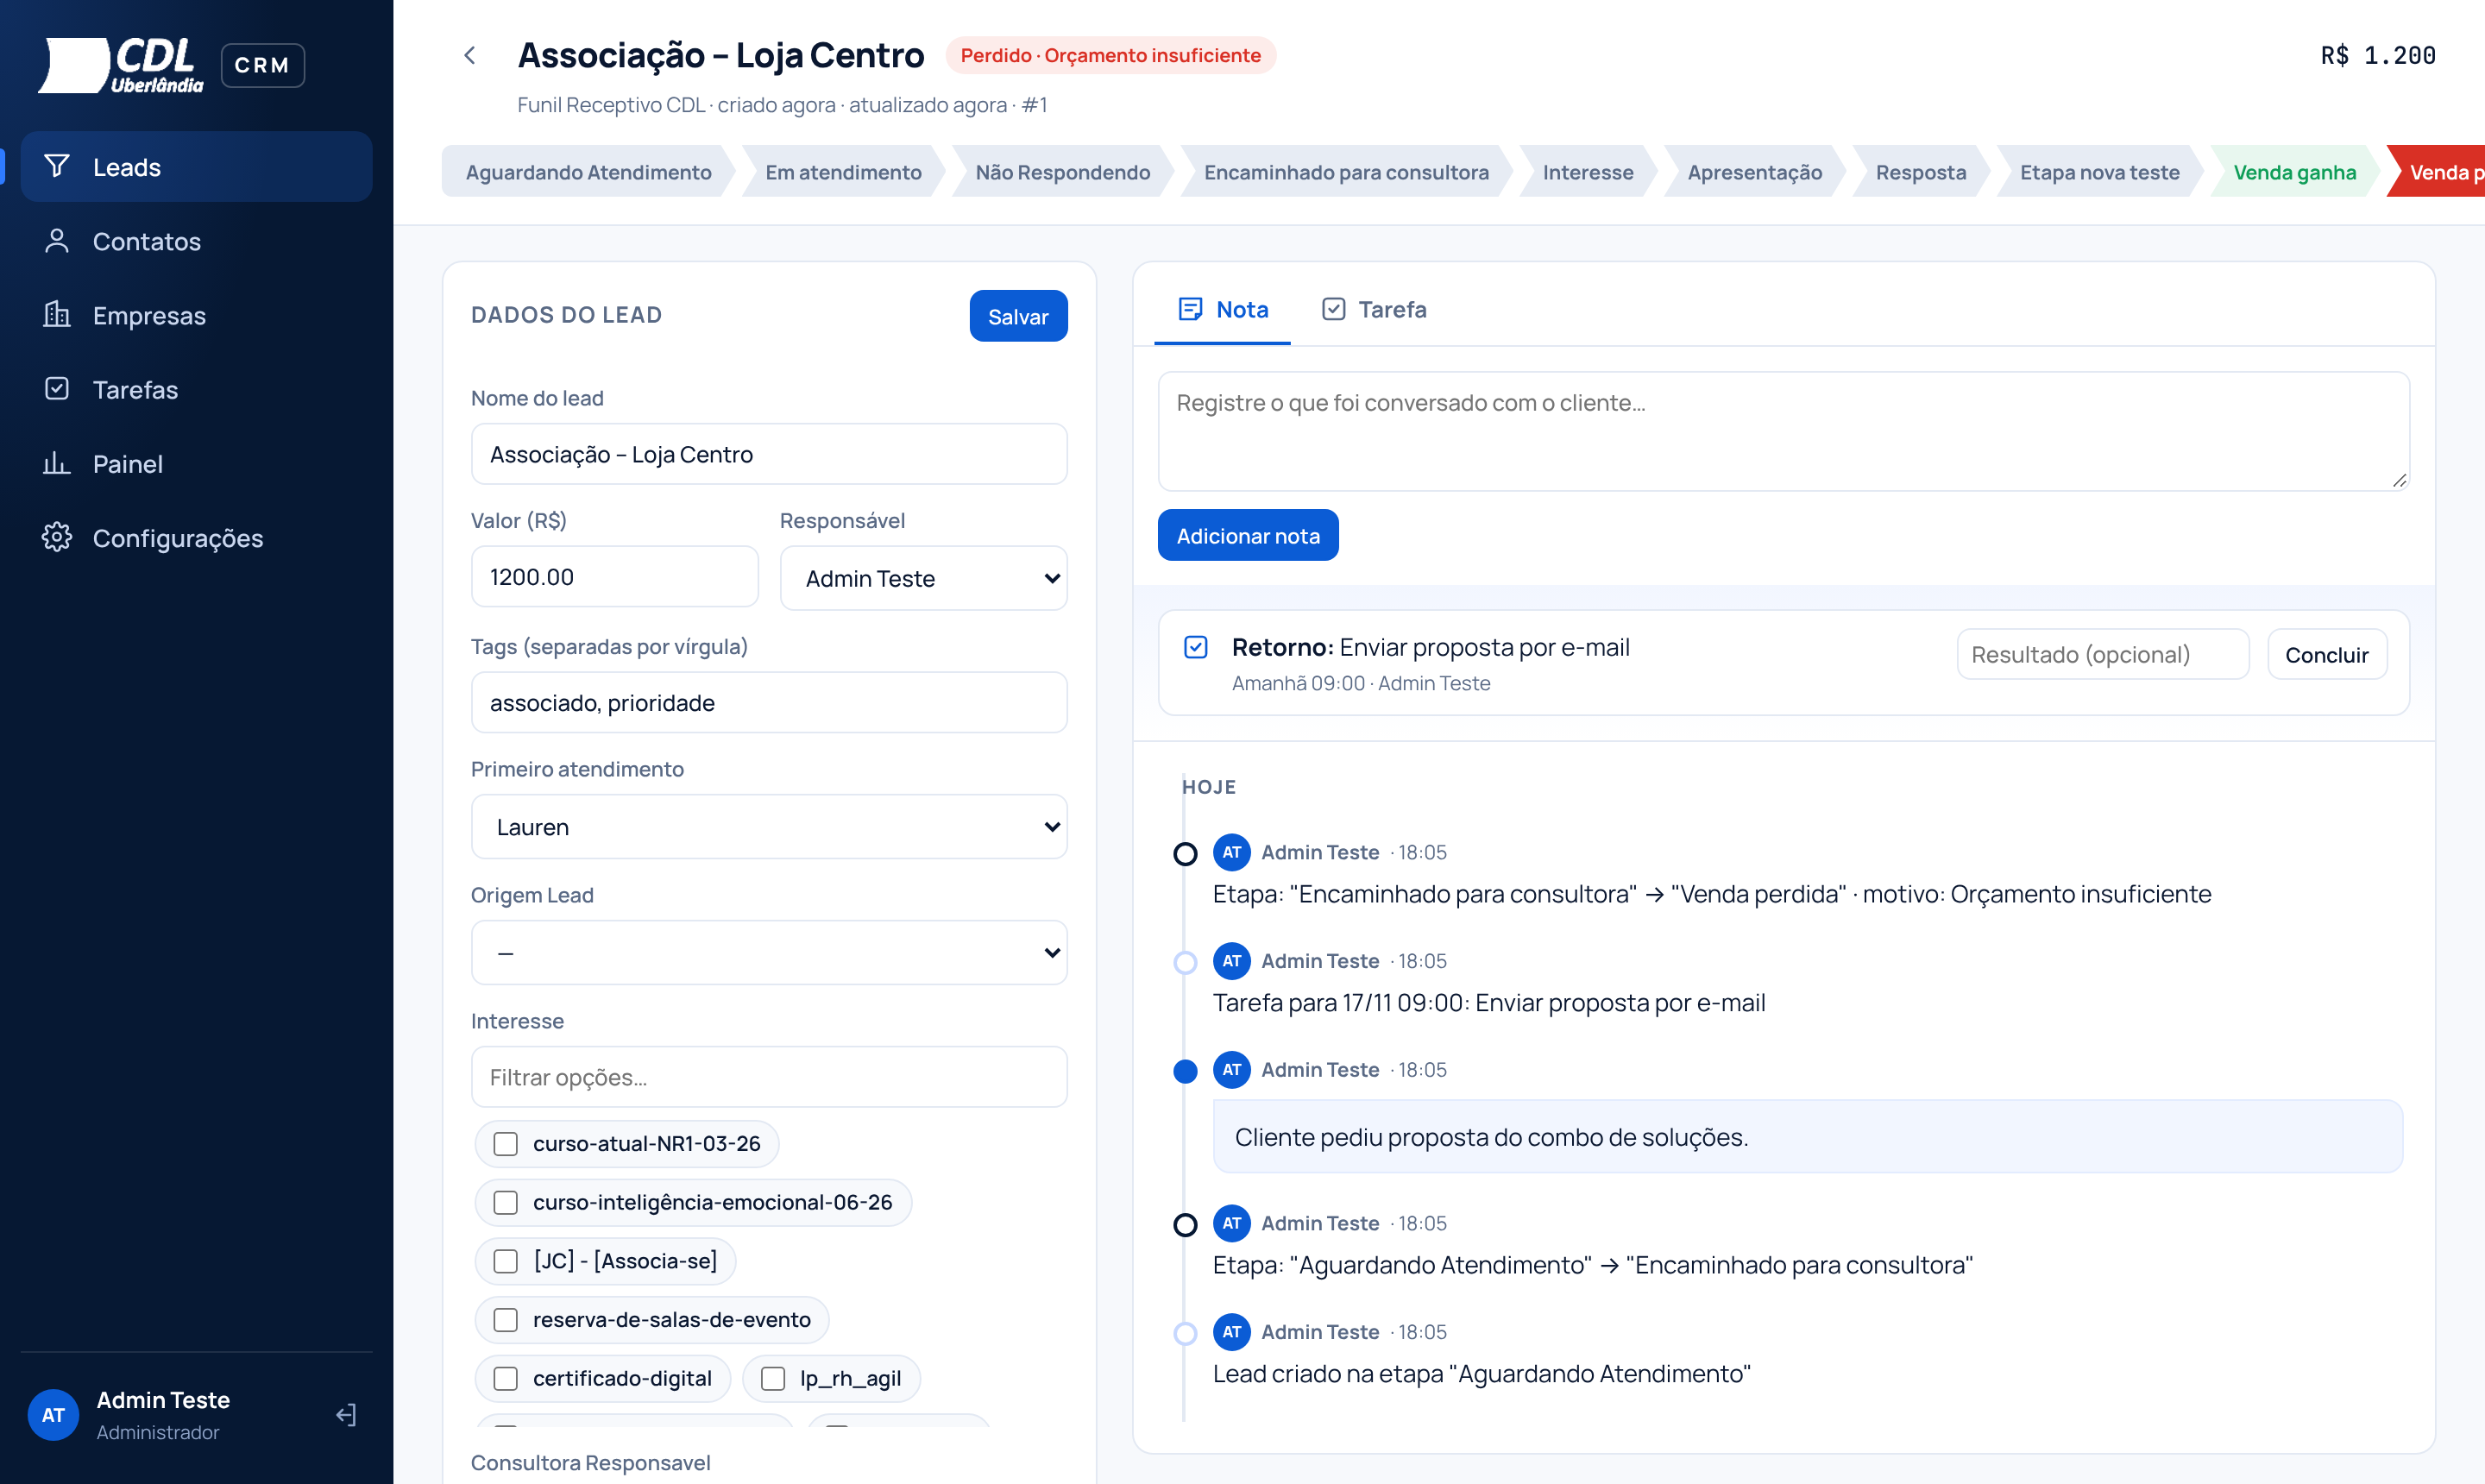 CDL
Uberlândia
CRM
Leads
Contatos
Empresas
Tarefas
Painel
Configurações
AT
Admin Teste
Administrador
Associação – Loja Centro
Perdido · Orçamento insuficiente
R$ 1.200
Funil Receptivo CDL · criado agora · atualizado agora · #1
Aguardando Atendimento
Em atendimento
Não Respondendo
Encaminhado para consultora
Interesse
Apresentação
Resposta
Etapa nova teste
Venda ganha
Venda p
DADOS DO LEAD
Salvar
Nome do lead
Associação – Loja Centro
Valor (R$)
Responsável
1200.00
Admin Teste
Tags (separadas por vírgula)
associado, prioridade
Primeiro atendimento
Lauren
Origem Lead
—
Interesse
Filtrar opções...
curso-atual-NR1-03-26
curso-inteligência-emocional-06-26
[JC] - [Associa-se]
reserva-de-salas-de-evento
certificado-digital
lp_rh_agil
Consultora Responsavel
Nota
Tarefa
Registre o que foi conversado com o cliente...
Adicionar nota
Retorno: Enviar proposta por e-mail
Amanhã 09:00 · Admin Teste
Resultado (opcional)
Concluir
HOJE
AT Admin Teste · 18:05
Etapa: "Encaminhado para consultora" → "Venda perdida" · motivo: Orçamento insuficiente
AT Admin Teste · 18:05
Tarefa para 17/11 09:00: Enviar proposta por e-mail
AT Admin Teste · 18:05
Cliente pediu proposta do combo de soluções.
AT Admin Teste · 18:05
Etapa: "Aguardando Atendimento" → "Encaminhado para consultora"
AT Admin Teste · 18:05
Lead criado na etapa "Aguardando Atendimento"